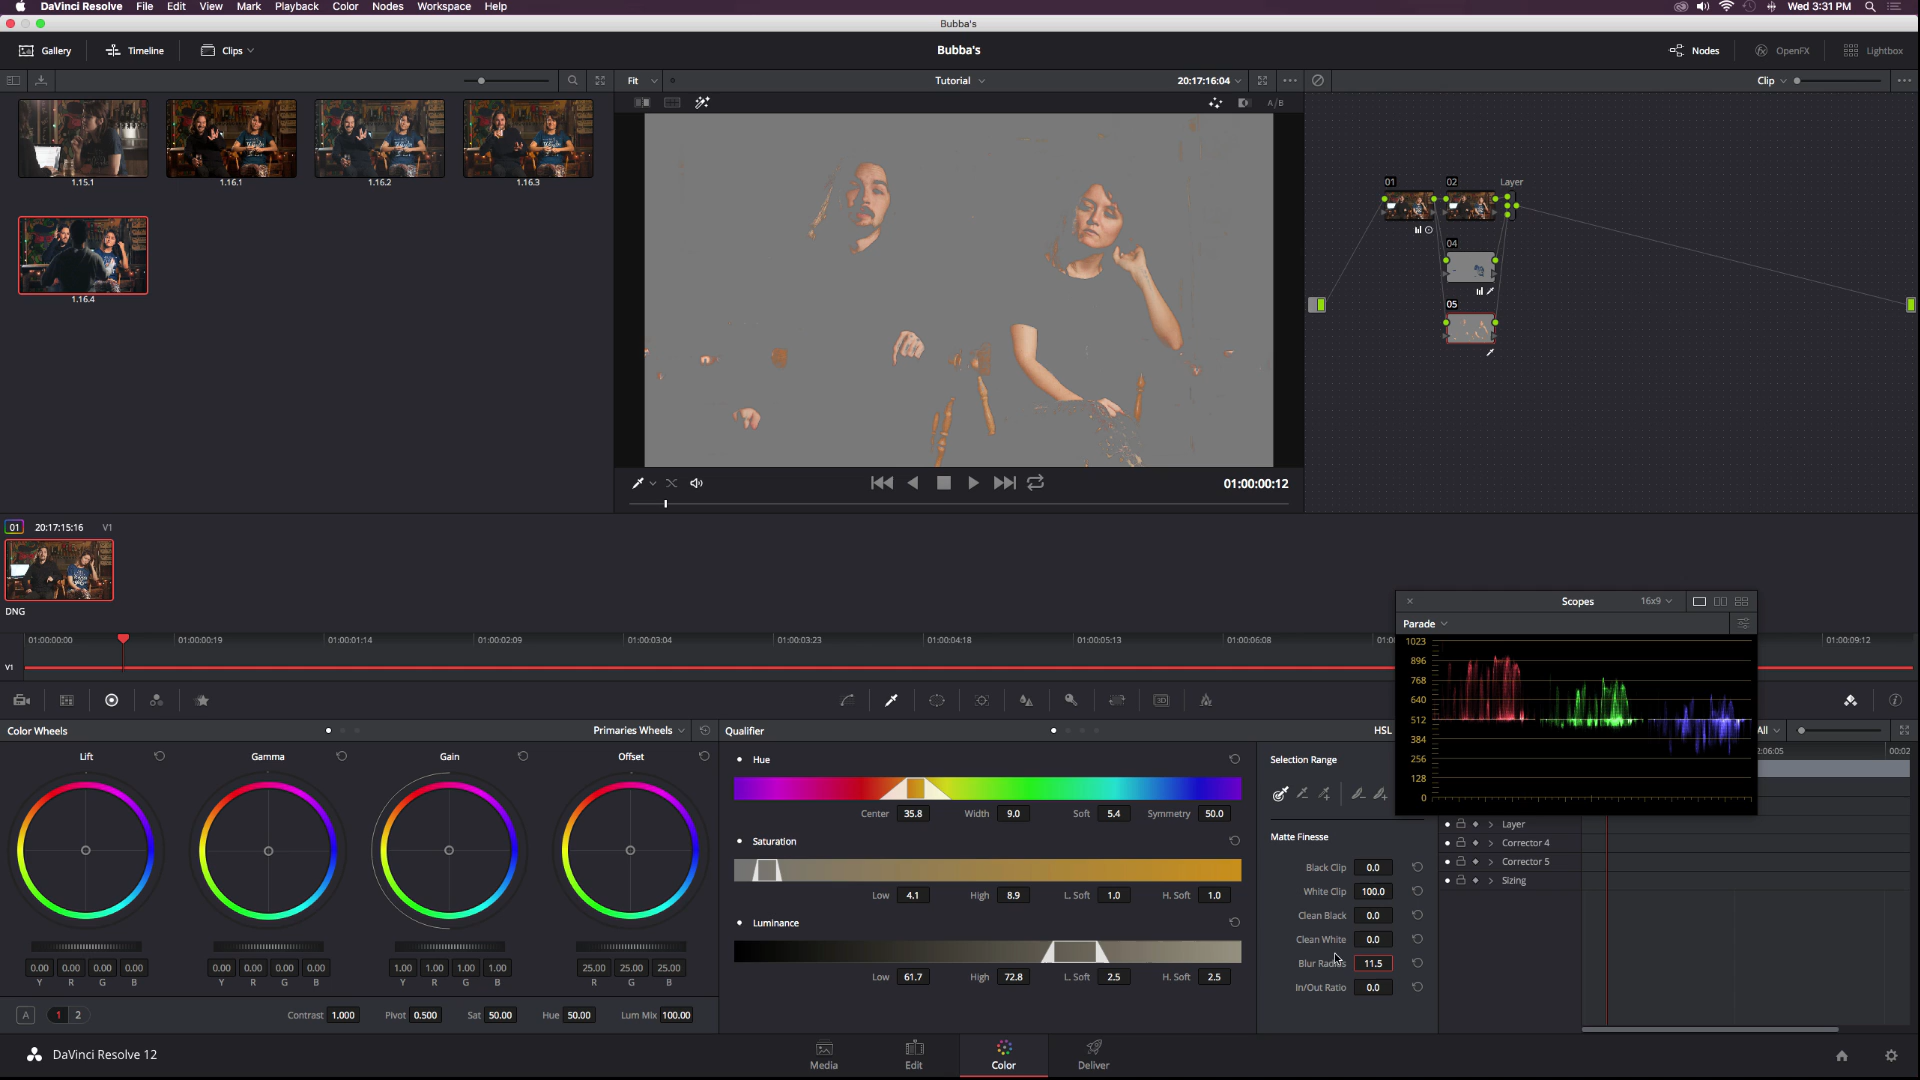 DaVinci Resolve File Edit View Mark Playback Color Nodes Workspace Help Wed 3:31 PM
Bubba's
Gallery Timeline Clips Bubba's Nodes OpenFX Lightbox
Fit Tutorial 20:17:16:04 Clip
A/B
1.15.1 1.16.1 1.16.2 1.16.3
1.16.4
01 02 Layer
04
05
01:00:00:12
01 20:17:15:16 V1
DNG
Scopes 16x9
Parade
01:00:00:00 01:00:00:19 01:00:01:14 01:00:02:09 01:00:03:04 01:00:03:23 01:00:04:18 01:00:05:13 01:00:06:08 01:00:09:12
V1
1023
896
768
640
512
384
256
128
0
3D
Color Wheels Primaries Wheels Qualifier HSL All
2:06:05 00:02
Lift Gamma Gain Offset
0.00 0.00 0.00 0.00 0.00 0.00 0.00 0.00 1.00 1.00 1.00 1.00 25.00 25.00 25.00
Y R G B Y R G B Y R G B R G B
A 1 2 Contrast 1.000 Pivot 0.500 Sat 50.00 Hue 50.00 Lum Mix 100.00
Hue
Center 35.8 Width 9.0 Soft 5.4 Symmetry 50.0
Saturation
Low 4.1 High 8.9 L. Soft 1.0 H. Soft 1.0
Luminance
Low 61.7 High 72.8 L. Soft 2.5 H. Soft 2.5
Selection Range
Matte Finesse
Black Clip 0.0
White Clip 100.0
Clean Black 0.0
Clean White 0.0
Blur Radius 11.5
In/Out Ratio 0.0
Layer
Corrector 4
Corrector 5
Sizing
DaVinci Resolve 12 Media Edit Color Deliver